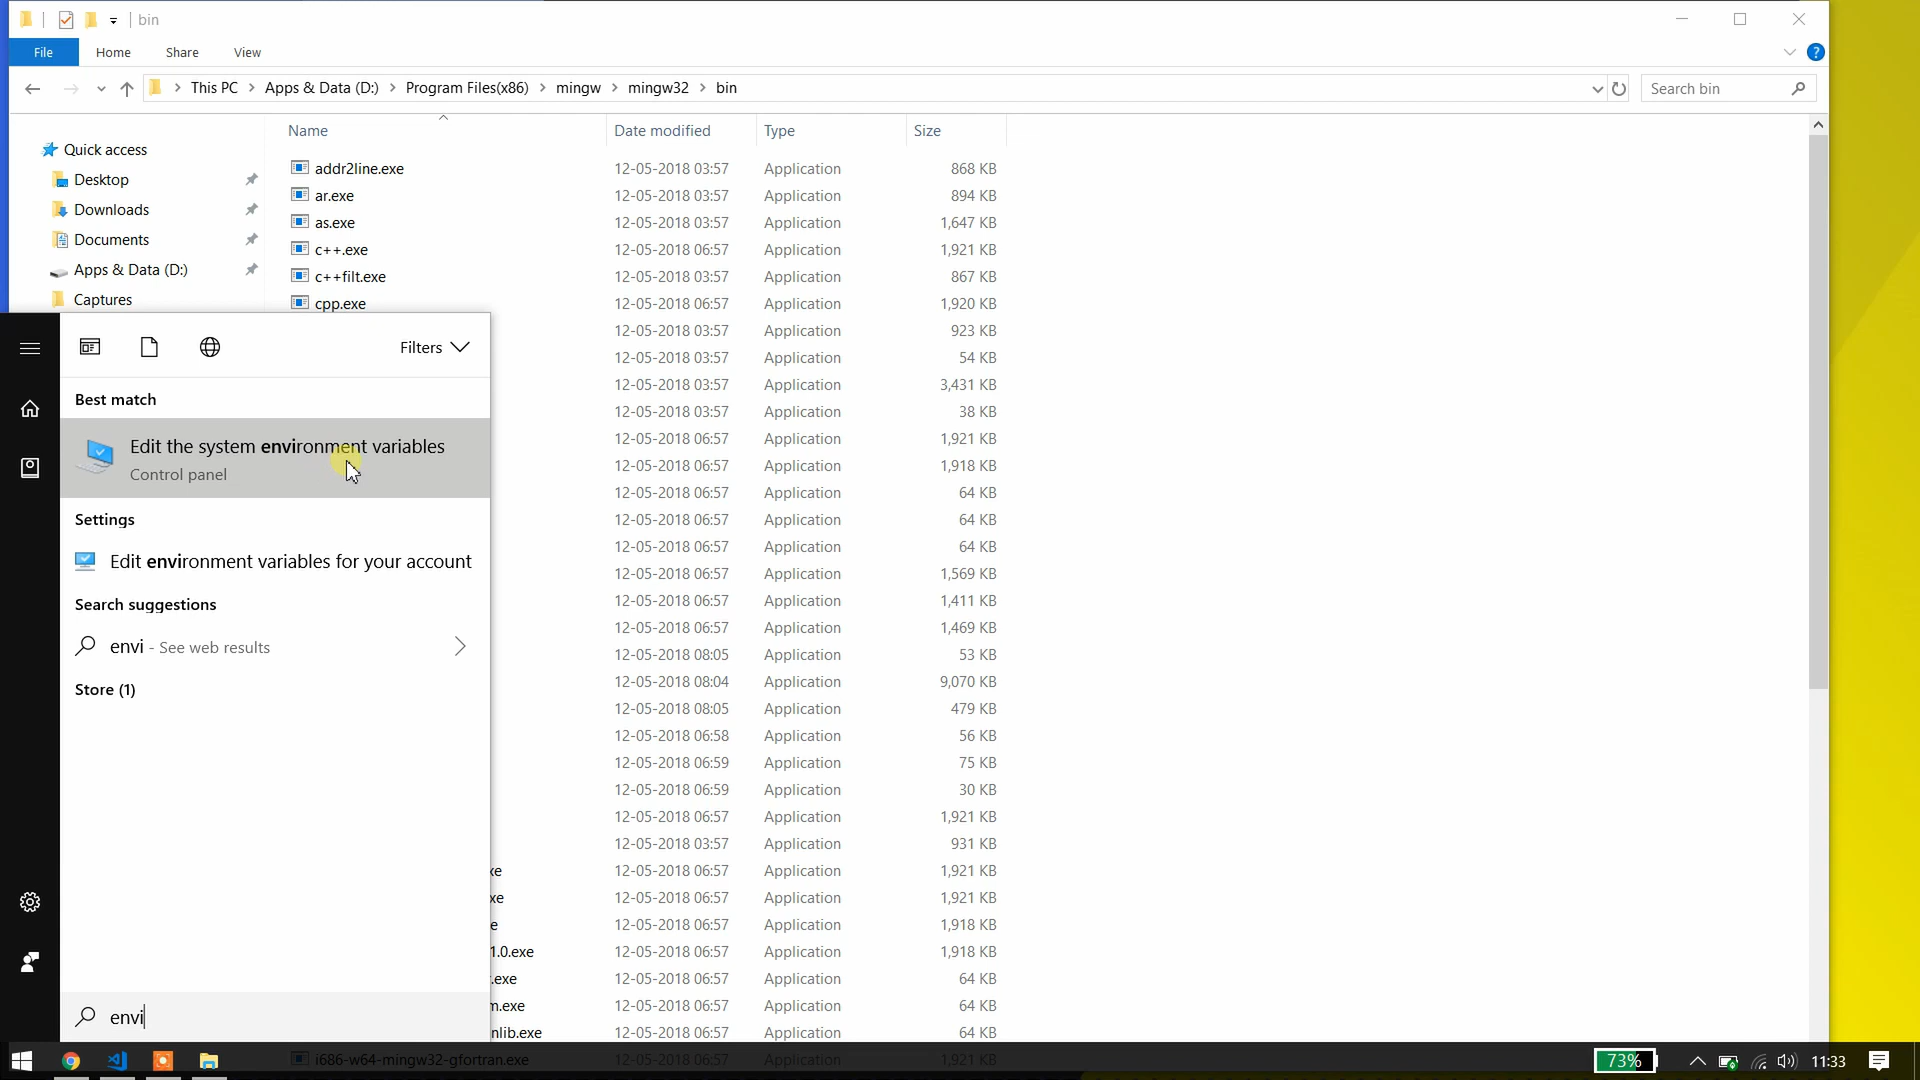 bin
File Home Share View
This PC Apps & Data (D:) Program Files(x86) mingw mingw32 bin
Search bin
Name Date modified Type Size
Quick access
Desktop
Downloads
Documents
Apps & Data (D:)
Captures
addr2line.exe 12-05-2018 03:57 Application 868 KB
ar.exe 12-05-2018 03:57 Application 894 KB
as.exe 12-05-2018 03:57 Application 1,647 KB
c++.exe 12-05-2018 06:57 Application 1,921 KB
c++filt.exe 12-05-2018 03:57 Application 867 KB
cpp.exe 12-05-2018 06:57 Application 1,920 KB
12-05-2018 03:57 Application 923 KB
12-05-2018 03:57 Application 54 KB
12-05-2018 03:57 Application 3,431 KB
12-05-2018 03:57 Application 38 KB
12-05-2018 06:57 Application 1,921 KB
12-05-2018 06:57 Application 1,918 KB
12-05-2018 06:57 Application 64 KB
12-05-2018 06:57 Application 64 KB
12-05-2018 06:57 Application 64 KB
12-05-2018 06:57 Application 1,569 KB
12-05-2018 06:57 Application 1,411 KB
12-05-2018 06:57 Application 1,469 KB
12-05-2018 08:05 Application 53 KB
12-05-2018 08:04 Application 9,070 KB
12-05-2018 08:05 Application 479 KB
12-05-2018 06:58 Application 56 KB
12-05-2018 06:59 Application 75 KB
12-05-2018 06:59 Application 30 KB
12-05-2018 06:57 Application 1,921 KB
12-05-2018 03:57 Application 931 KB
xe 12-05-2018 06:57 Application 1,921 KB
xe 12-05-2018 06:57 Application 1,921 KB
e 12-05-2018 06:57 Application 1,918 KB
1.0.exe 12-05-2018 06:57 Application 1,918 KB
.exe 12-05-2018 06:57 Application 64 KB
m.exe 12-05-2018 06:57 Application 64 KB
nlib.exe 12-05-2018 06:57 Application 64 KB
i686-w64-mingw32-gfortran.exe 12-05-2018 06:57 Application 1,921 KB
Filters
Best match
Edit the system environment variables
Control panel
Settings
Edit environment variables for your account
Search suggestions
envi - See web results
Store (1)
envi
73% 11:33